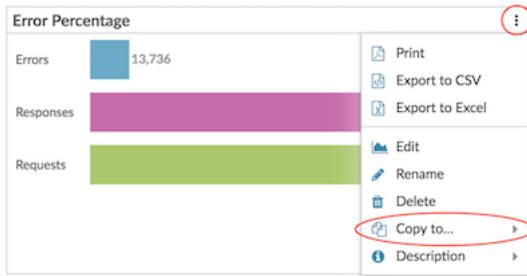 Error Percentage
Errors
13,736
Responses
Requests
Print
Export to CSV
Export to Excel
Edit
Rename
Delete
Copy to...
Description